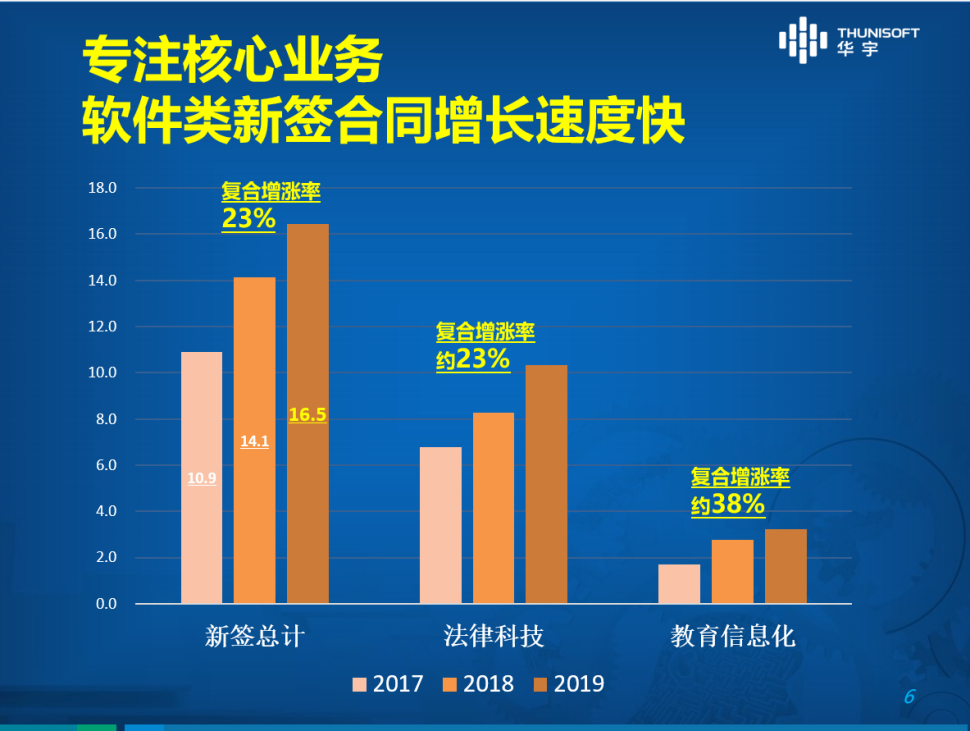 专注核心业务
软件类新签合同增长速度快
THUNISOFT
华宇
18.0
16.0
14.0
12.0
10.0
8.0
6.0
4.0
2.0
0.0
复合增涨率
23%
10.9
14.1
16.5
复合增涨率
约23%
复合增涨率
约38%
新签总计
法律科技
教育信息化
2017
2018
2019
6